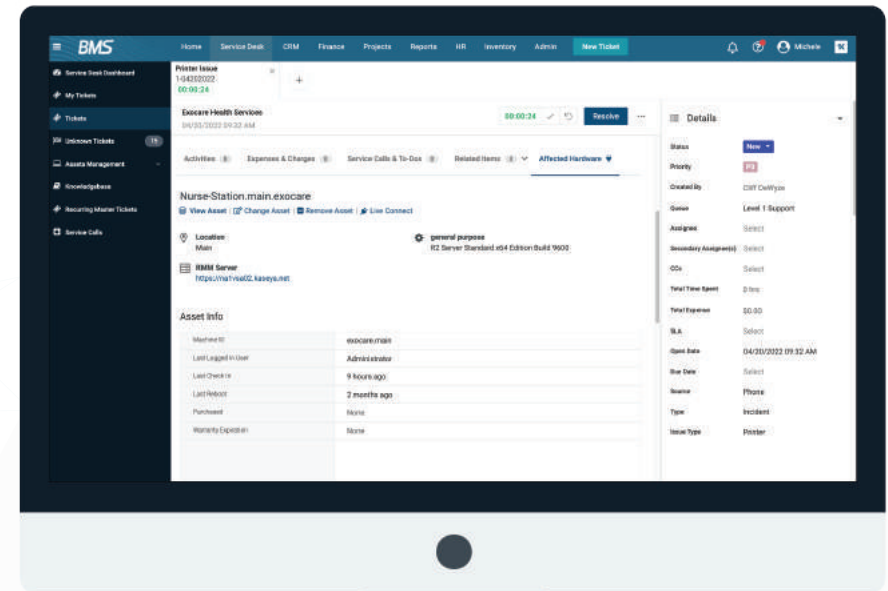 BMS
Home Service Desk CRM Finance Projects Reports HR Inventory Admin New Ticket
Michele
Service Desk Dashboard
My Tickets
Tickets
Unknown Tickets 15
Assets Management
Knowledgebase
Recurring Master Tickets
Service Calls
Printer Issue
1-04202022
00:00:24
+
Exocare Health Services
04/20/2022 09:32 AM
00:00:24 Resolve ...
Activities Expenses & Charges Service Calls & To-Dos Related Items Affected Hardware
Nurse-Station.main.exocare
View Asset | Change Asset | Remove Asset | Live Connect
Location
Main
general purpose
R2 Server Standard x64 Edition Build 9600
RMM Server
Asset Info
Machine ID exocare.main
Last Logged in User Administrator
Last Check In 9 hours ago
Last Reboot 2 months ago
Purchased None
Warranty Expiration None
Details
Status New
Priority P3
Created By Cliff DeWyse
Queue Level 1 Support
Assignee Select
Secondary Assignee(s) Select
CCs Select
Total Time Spent 0 hrs
Total Expense $0.00
SLA Select
Open Date 04/20/2022 09:32 AM
Due Date Select
Source Phone
Type Incident
Issue Type Printer